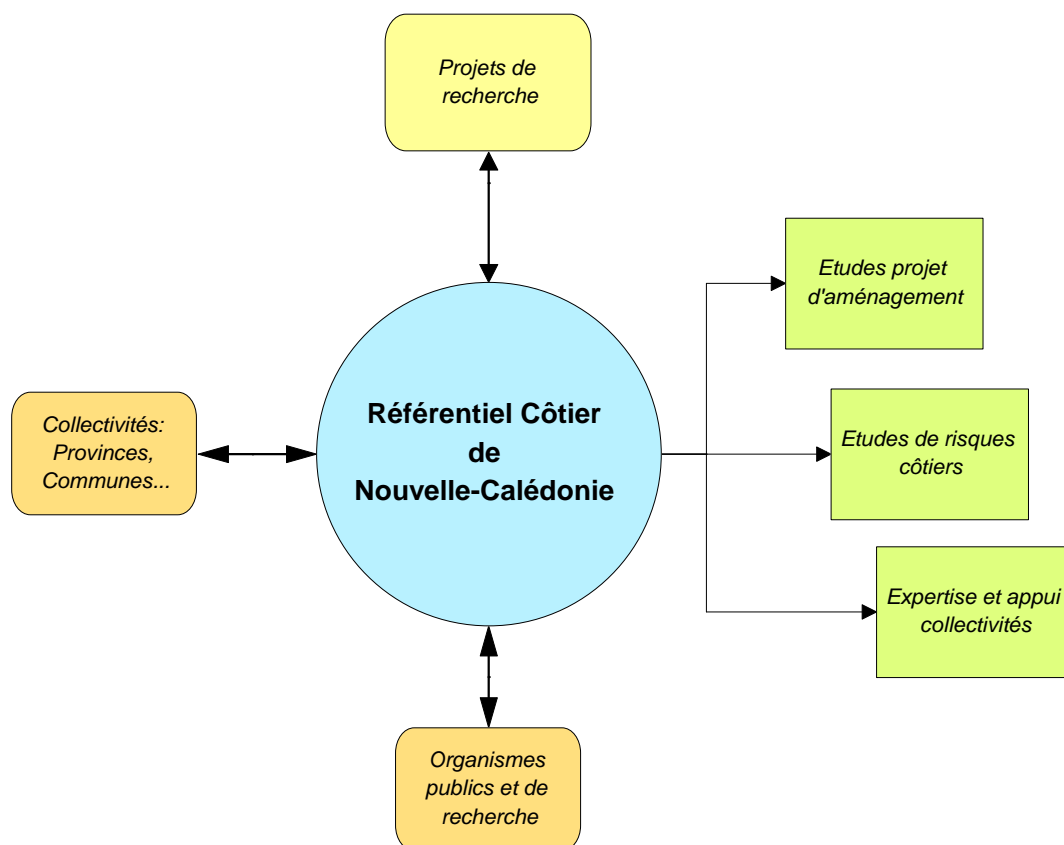 Projets de
recherche
Etudes projet
d'aménagement
Référentiel Côtier
de
Nouvelle-Calédonie
Collectivités:
Provinces,
Communes...
Etudes de risques
côtiers
Expertise et appui
collectivités
Organismes
publics et de
recherche